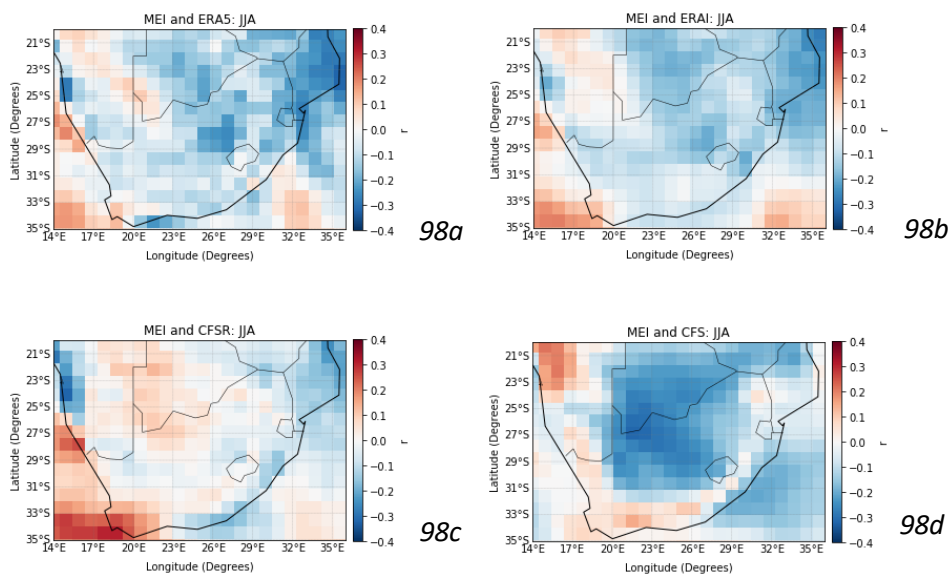 MEI and ERA5: JJA
21°S
23°S
25°S
27°S
29°S
31°S
33°S
35°S
14°E 17°E 20°E 23°E 26°E 29°E 32°E 35°E
Latitude (Degrees)
Longitude (Degrees)
0.4
0.3
0.2
0.1
0.0
−0.1
−0.2
−0.3
−0.4
r
98a
MEI and ERAI: JJA
21°S
23°S
25°S
27°S
29°S
31°S
33°S
35°S
14°E 17°E 20°E 23°E 26°E 29°E 32°E 35°E
Latitude (Degrees)
Longitude (Degrees)
0.4
0.3
0.2
0.1
0.0
−0.1
−0.2
−0.3
−0.4
r
98b
MEI and CFSR: JJA
21°S
23°S
25°S
27°S
29°S
31°S
33°S
35°S
14°E 17°E 20°E 23°E 26°E 29°E 32°E 35°E
Latitude (Degrees)
Longitude (Degrees)
0.4
0.3
0.2
0.1
0.0
−0.1
−0.2
−0.3
−0.4
r
98c
MEI and CFS: JJA
21°S
23°S
25°S
27°S
29°S
31°S
33°S
35°S
14°E 17°E 20°E 23°E 26°E 29°E 32°E 35°E
Latitude (Degrees)
Longitude (Degrees)
0.4
0.3
0.2
0.1
0.0
−0.1
−0.2
−0.3
−0.4
r
98d